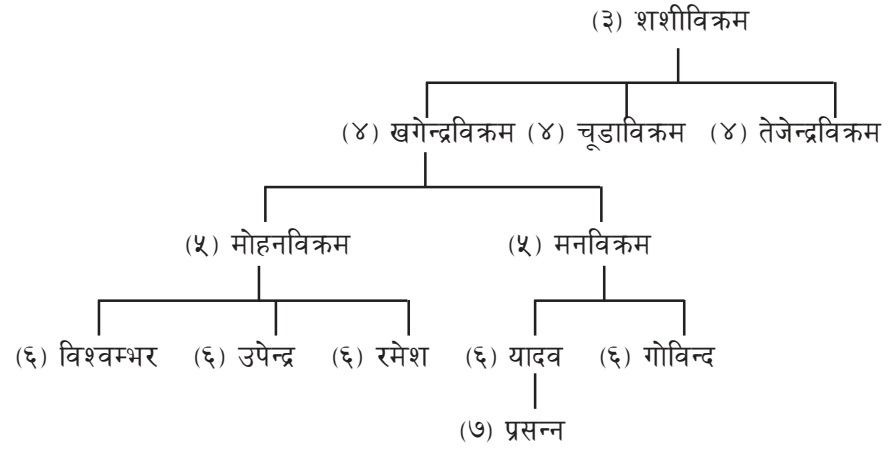 (३) शशीविक्रम
(४) खगेन्द्रविक्रम (४) चूडाविक्रम (४) तेजेन्द्रविक्रम
(५) मोहनविक्रम (५) मनविक्रम
(६) विश्वम्भर (६) उपेन्द्र (६) रमेश (६) यादव (६) गोविन्द
(७) प्रसन्न